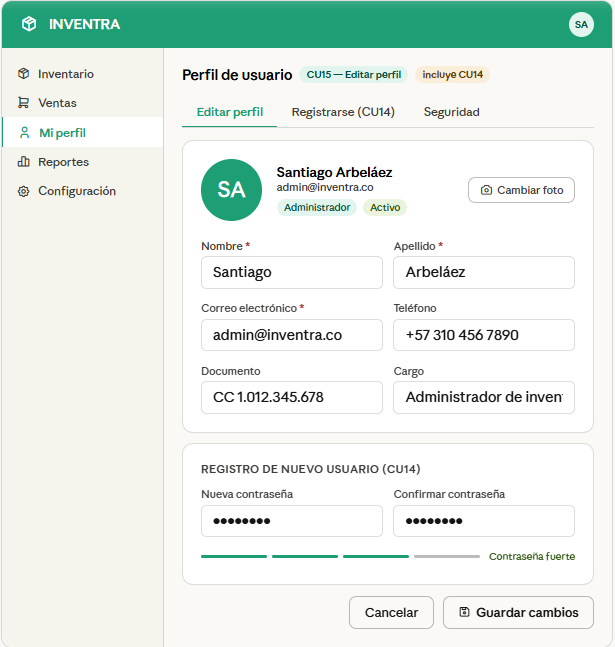 INVENTRA
SA
Inventario
Ventas
Mi perfil
Reportes
Configuración
Perfil de usuario
CU15 — Editar perfil
incluye CU14
Editar perfil
Registrarse (CU14)
Seguridad
SA
Santiago Arbeláez
admin@inventra.co
Administrador
Activo
Cambiar foto
Nombre *
Apellido *
Santiago
Arbeláez
Correo electrónico *
Teléfono
admin@inventra.co
+57 310 456 7890
Documento
Cargo
CC 1.012.345.678
Administrador de inven
REGISTRO DE NUEVO USUARIO (CU14)
Nueva contraseña
Confirmar contraseña
••••••••
••••••••
Contraseña fuerte
Cancelar
Guardar cambios